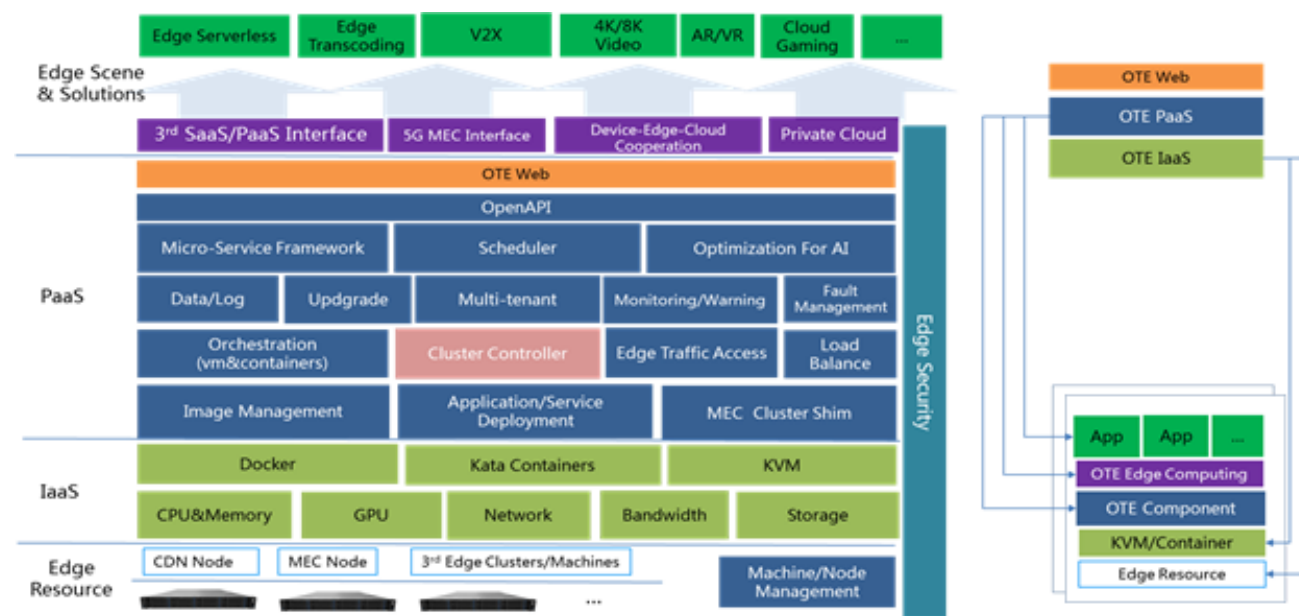 Edge Serverless
Edge
Transcoding
V2X
4K/8K
Video
AR/VR
Cloud
Gaming
...
Edge Scene
& Solutions
3rd SaaS/PaaS Interface
5G MEC Interface
Device-Edge-Cloud
Cooperation
Private Cloud
PaaS
OTE Web
OpenAPI
Micro-Service Framework
Scheduler
Optimization For AI
Data/Log
Updgrade
Multi-tenant
Monitoring/Warning
Fault
Management
Orchestration
(vm&containers)
Cluster Controller
Edge Traffic Access
Load
Balance
Image Management
Application/Service
Deployment
MEC Cluster Shim
IaaS
Docker
Kata Containers
KVM
CPU&Memory
GPU
Network
Bandwidth
Storage
Edge
Resource
CDN Node
MEC Node
3rd Edge Clusters/Machines
...
Machine/Node
Management
Edge Security
OTE Web
OTE PaaS
OTE IaaS
App
App
...
OTE Edge Computing
OTE Component
KVM/Container
Edge Resource